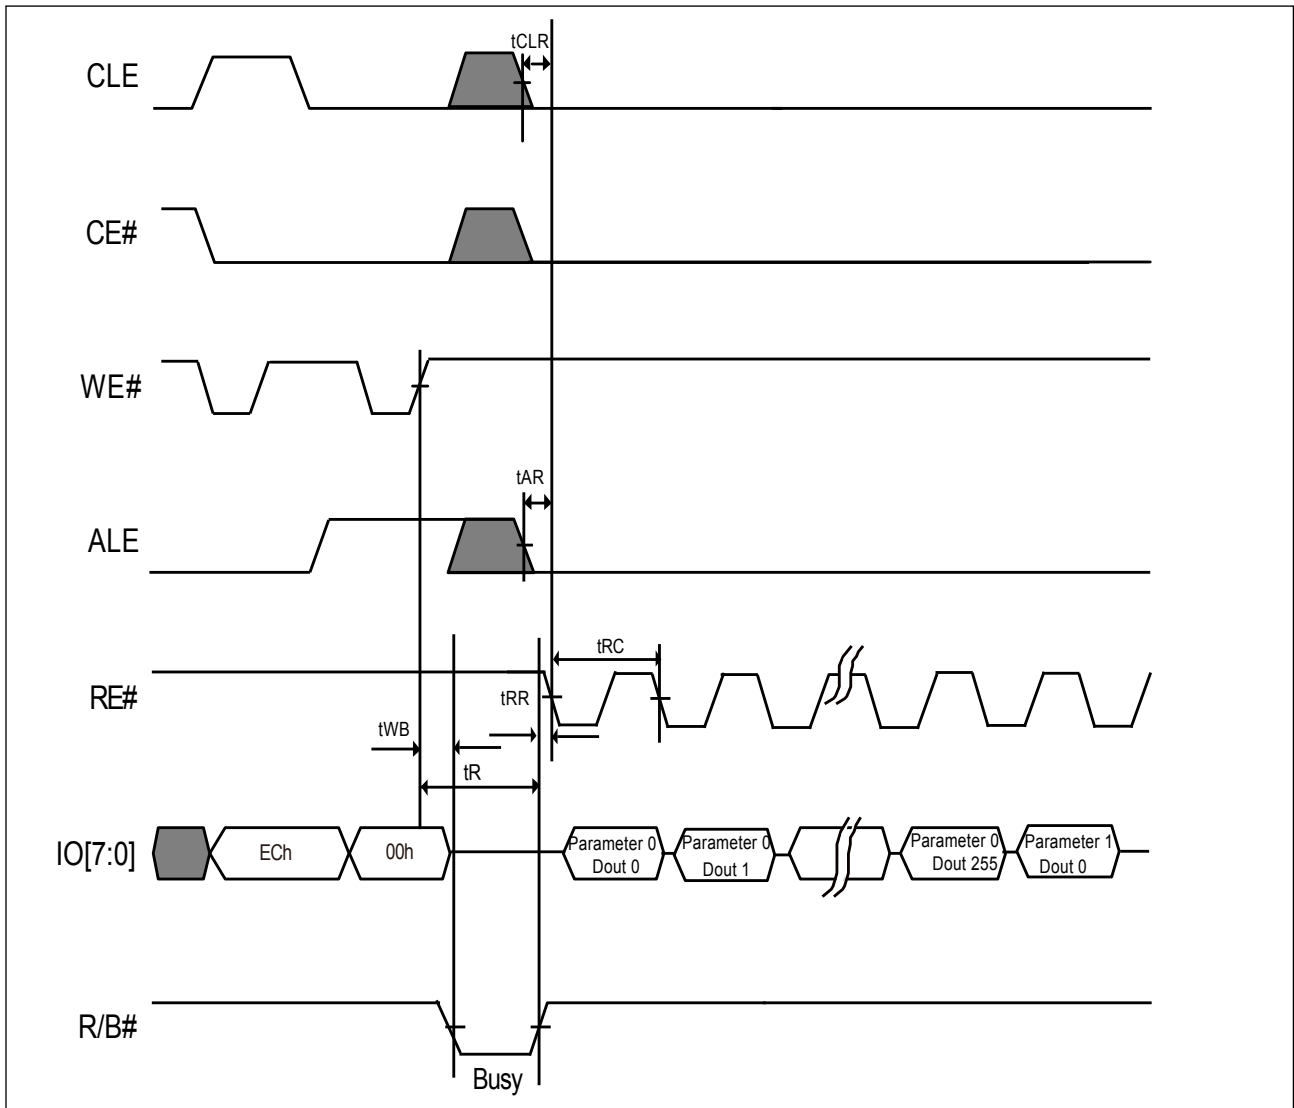 tCLR
CLE
CE#
WE#
tAR
ALE
tRC
RE#
tRR
tWB
tR
IO[7:0]
ECh
00h
Parameter 0
Dout 0
Parameter 0
Dout 1
Parameter 0
Dout 255
Parameter 1
Dout 0
R/B#
Busy